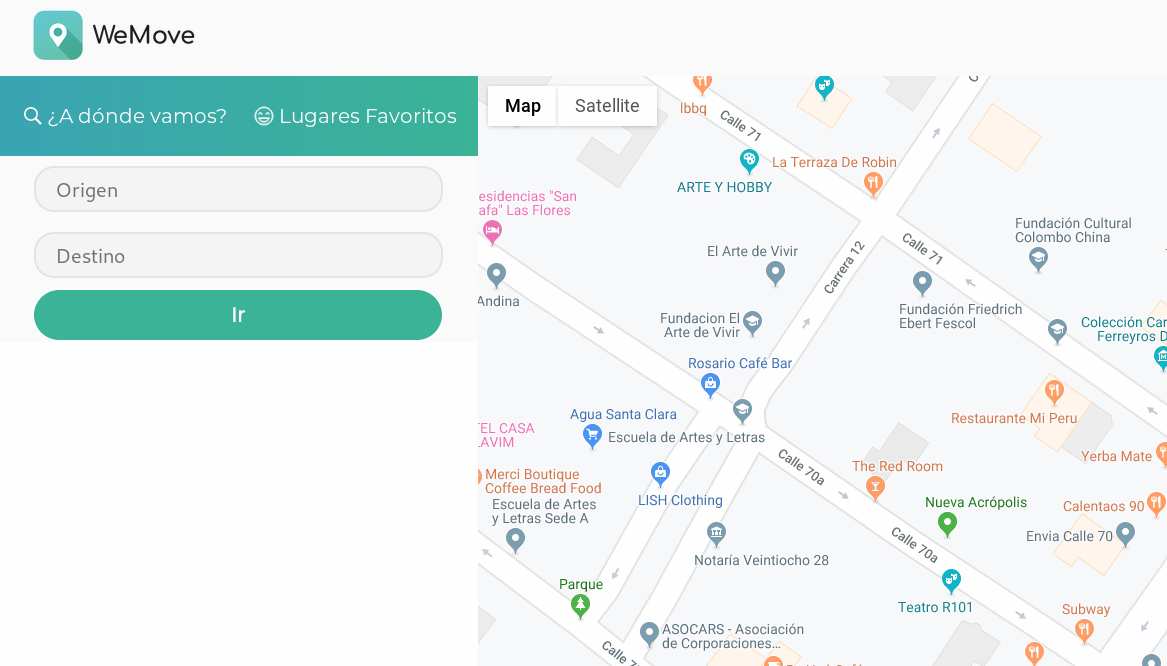 WeMove
¿A dónde vamos?
Lugares Favoritos
Origen
Destino
Ir
Map
Satellite
Ibbq
Calle 71
La Terraza De Robin
ARTE Y HOBBY
esidencias "San
afa" Las Flores
Fundación Cultural
Colombo China
El Arte de Vivir
Carrera 12
Calle 71
Andina
Fundación Friedrich
Ebert Fescol
Fundacion El
Arte de Vivir
Colección Car
Ferreyros D
Rosario Café Bar
Agua Santa Clara
Escuela de Artes y Letras
Restaurante Mi Peru
TEL CASA
LAVIM
Calle 70a
The Red Room
Yerba Mate
Merci Boutique
Coffee Bread Food
LISH Clothing
Nueva Acrópolis
Calentaos 90
Escuela de Artes
y Letras Sede A
Envia Calle 70
Calle 70a
Notaría Veintiocho 28
Parque
Teatro R101
Subway
ASOCARS - Asociación
de Corporaciones...